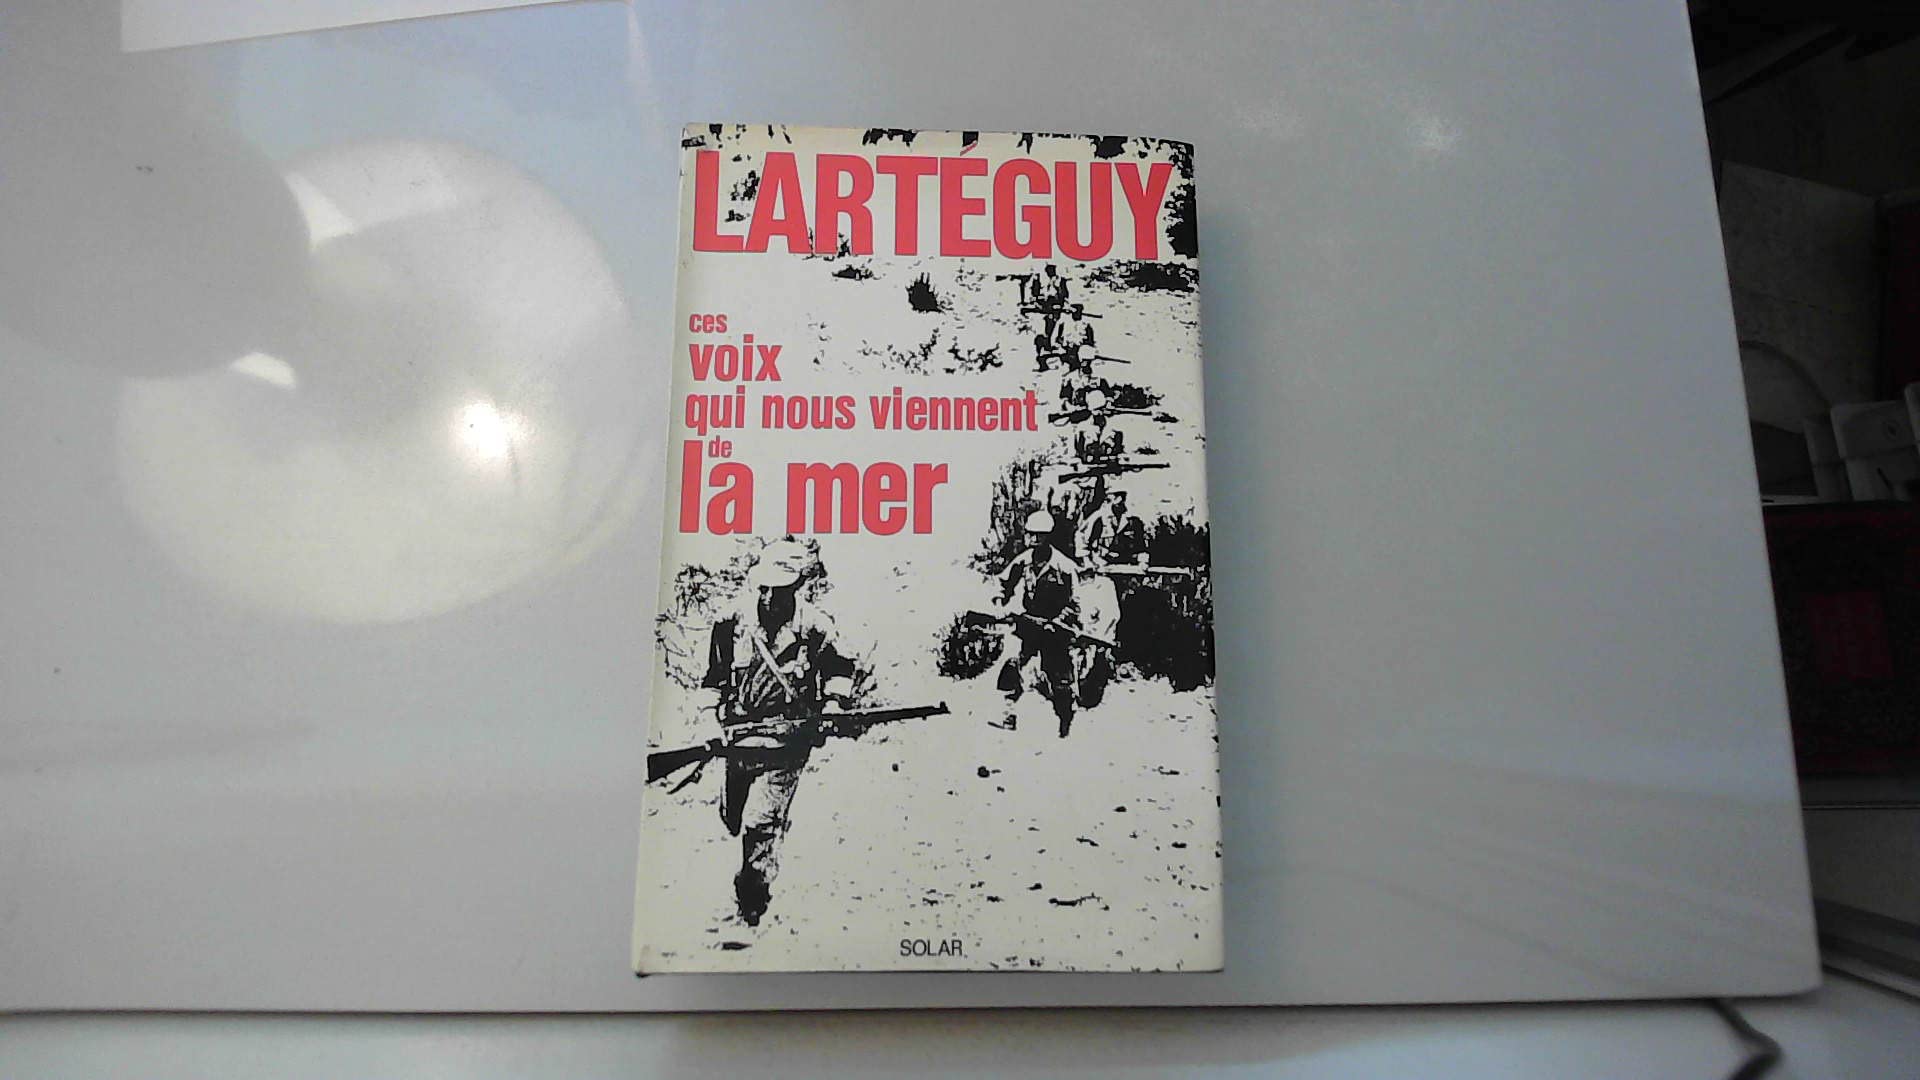 LARTÉGUY
ces
voix
qui nous viennent
de
la mer
SOLAR